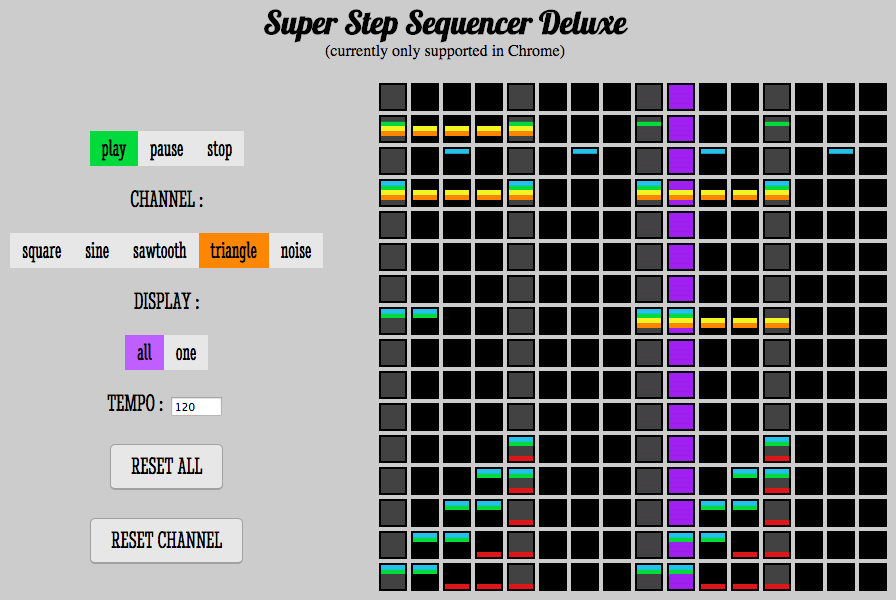 Super Step Sequencer Deluxe
(currently only supported in Chrome)
play pause stop
CHANNEL :
square sine sawtooth triangle noise
DISPLAY :
all one
TEMPO : 120
RESET ALL
RESET CHANNEL